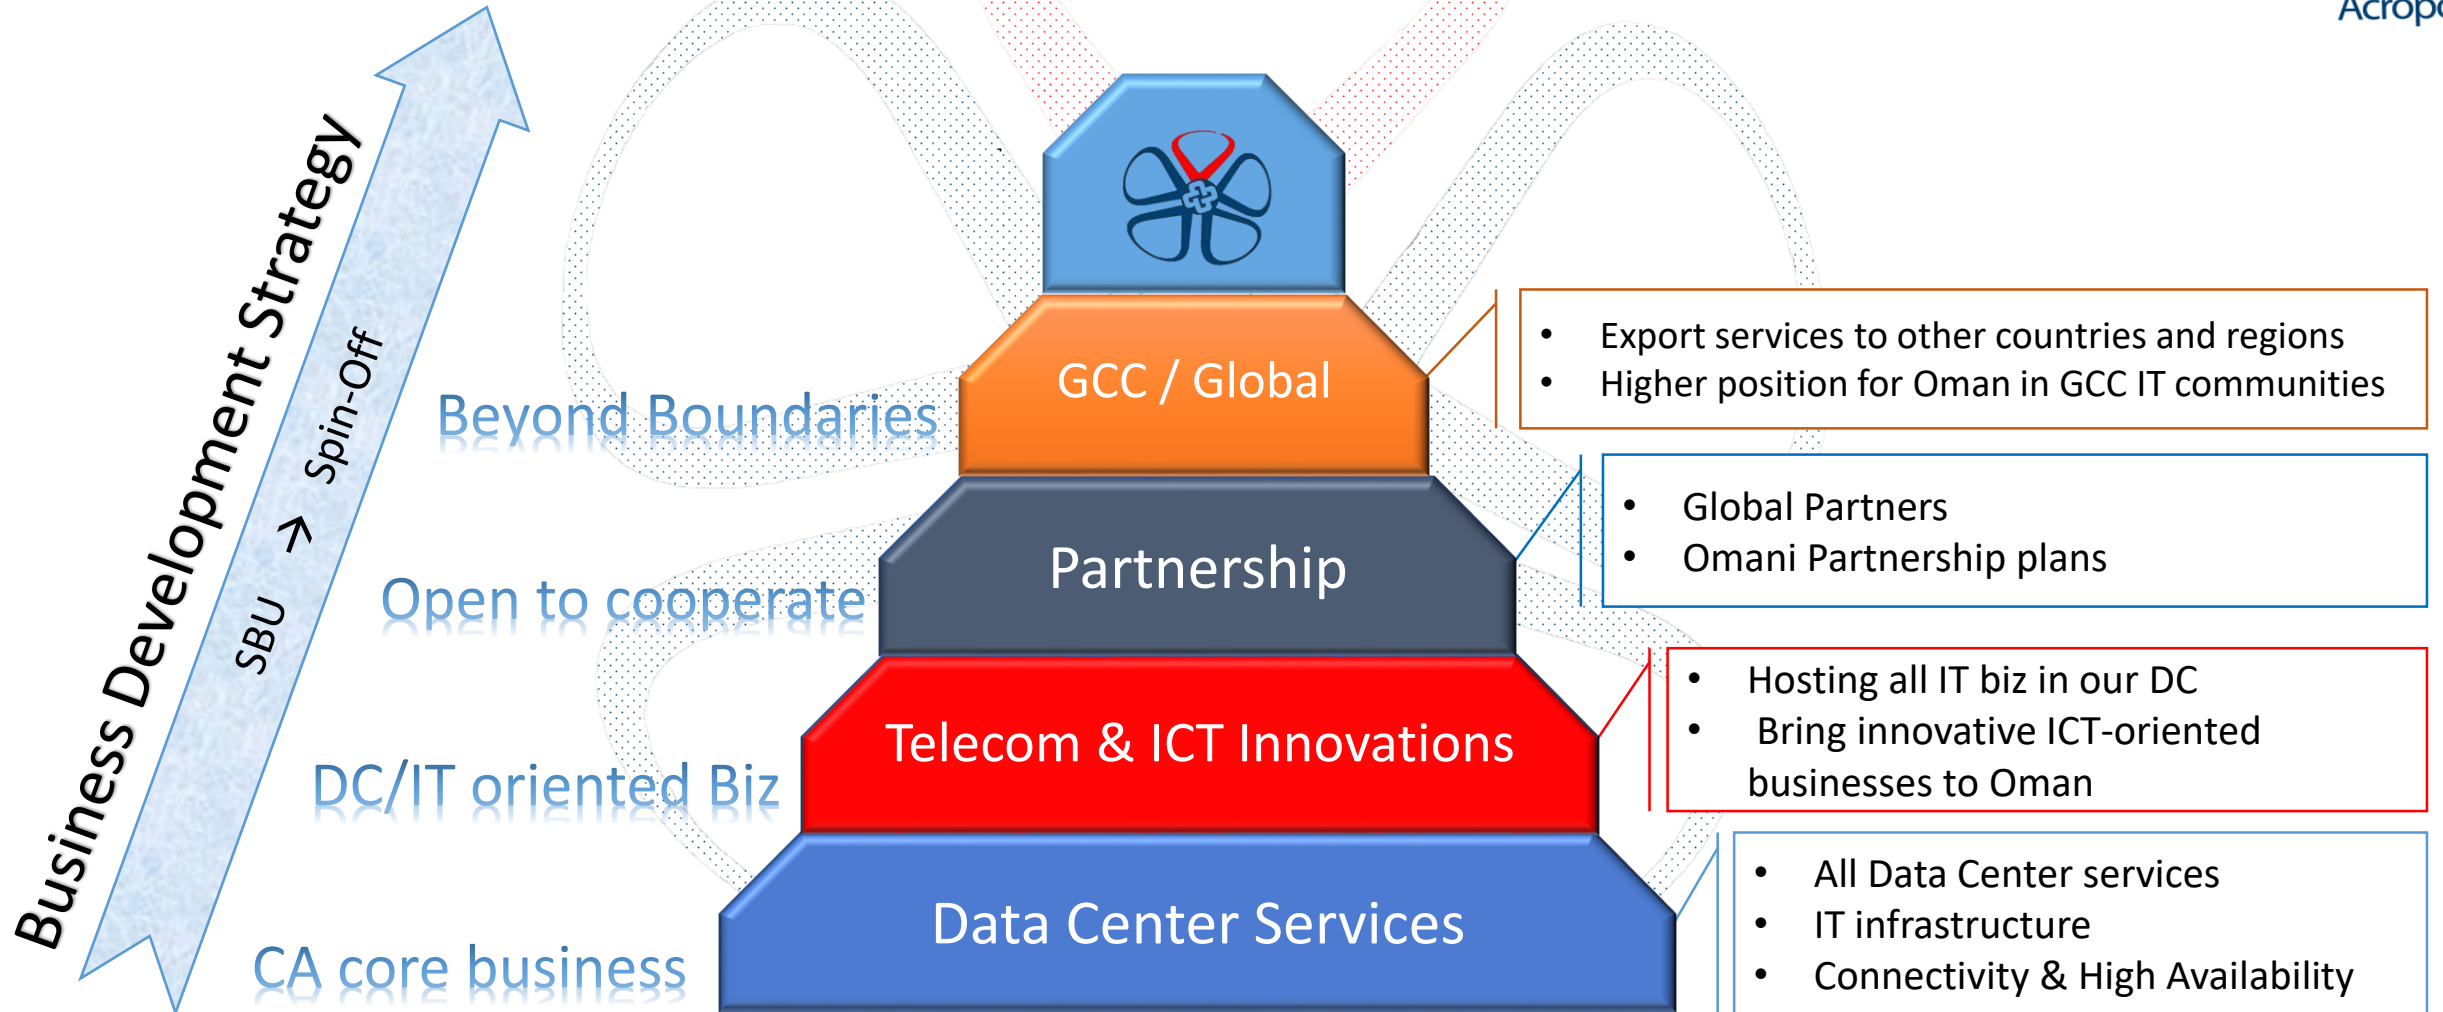 Business Development Strategy
SBU → Spin-Off
GCC / Global
Beyond Boundaries
• Export services to other countries and regions
• Higher position for Oman in GCC IT communities
Partnership
Open to cooperate
• Global Partners
• Omani Partnership plans
Telecom & ICT Innovations
DC/IT oriented Biz
• Hosting all IT biz in our DC
• Bring innovative ICT-oriented
businesses to Oman
Data Center Services
CA core business
• All Data Center services
• IT infrastructure
• Connectivity & High Availability